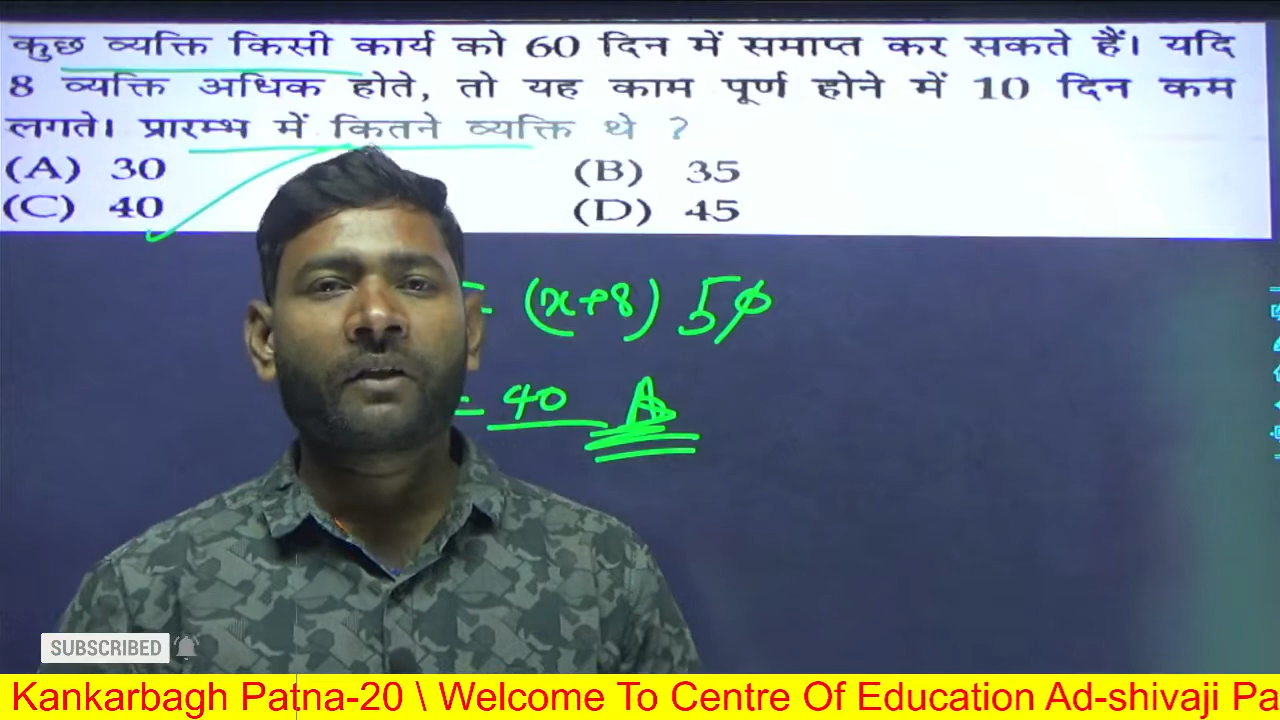 कुछ व्यक्ति किसी कार्य को 60 दिन में समाप्त कर सकते हैं। यदि
8 व्यक्ति अधिक होते, तो यह काम पूर्ण होने में 10 दिन कम
लगते। प्रारम्भ में कितने व्यक्ति थे ?
(A) 30 (B) 35
(C) 40 (D) 45
= (x+8) 50
= 40 A
SUBSCRIBED
Kankarbagh Patna-20 \ Welcome To Centre Of Education Ad-shivaji Pa